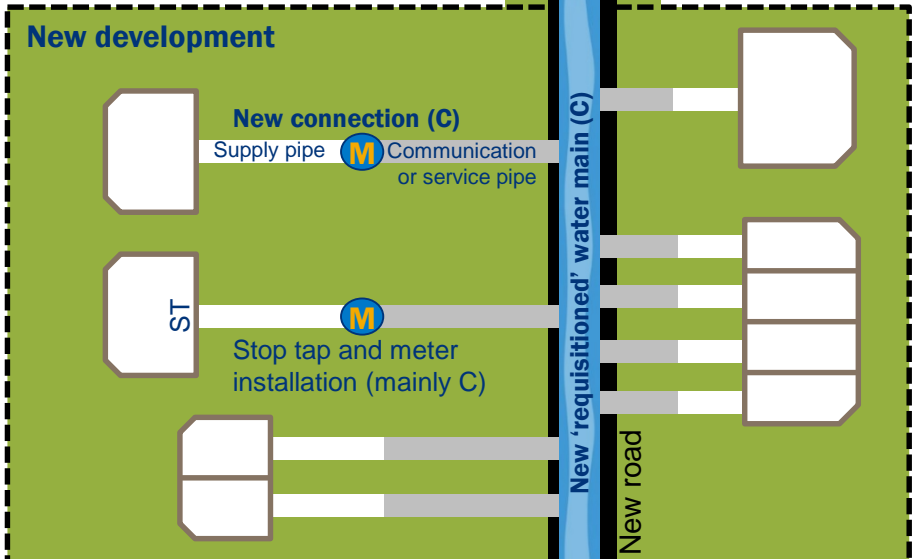 New development
New connection (C)
Supply pipe
M
Communication
or service pipe
ST
M
Stop tap and meter
installation (mainly C)
New ‘requisitioned’ water main (C)
New road